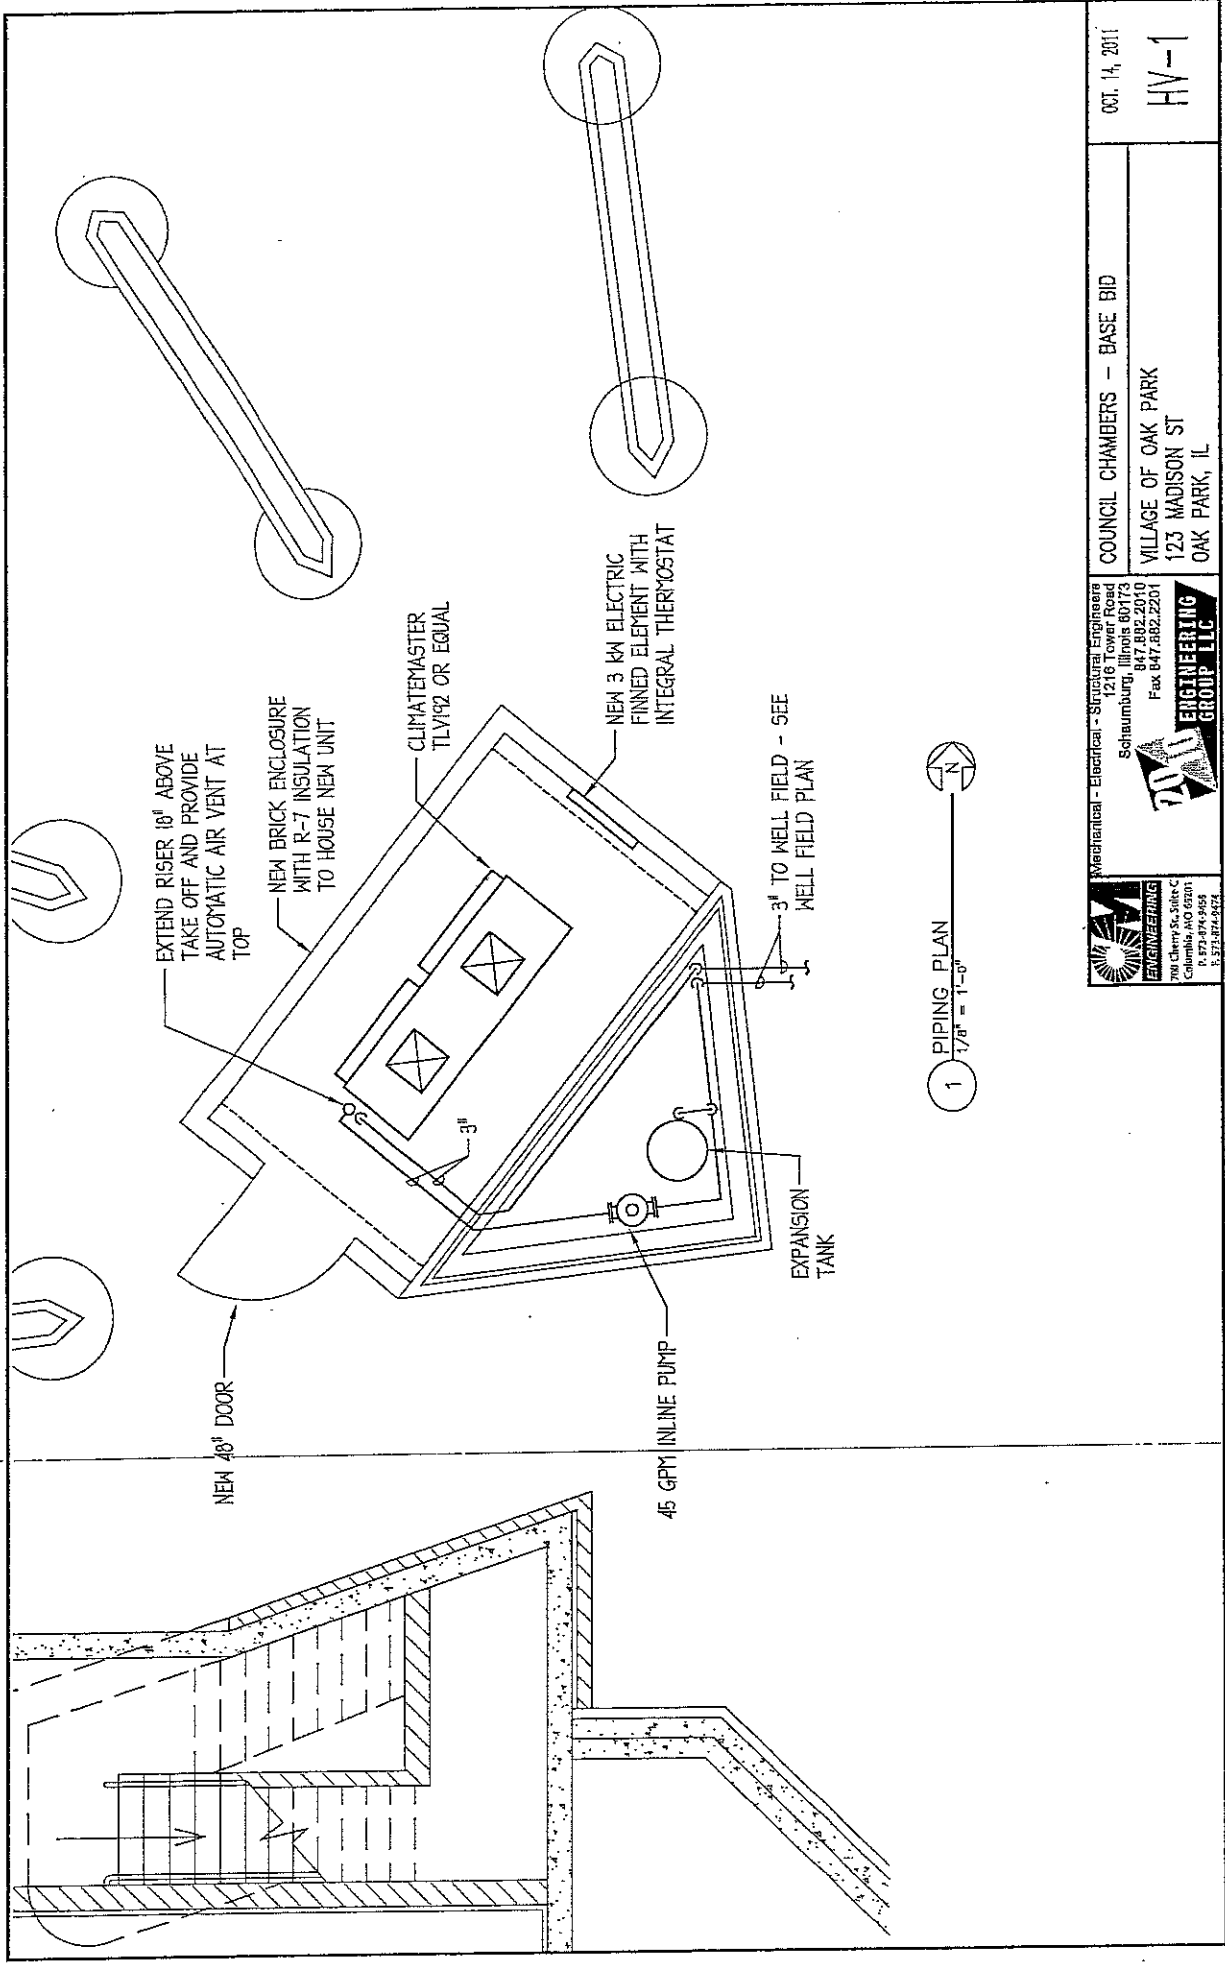 EXTEND RISER 18" ABOVE
TAKE OFF AND PROVIDE
AUTOMATIC AIR VENT AT
TOP
NEW BRICK ENCLOSURE
WITH R-7 INSULATION
TO HOUSE NEW UNIT
CLIMATEMASTER
TLV192 OR EQUAL
NEW 3 KW ELECTRIC
FINNED ELEMENT WITH
INTEGRAL THERMOSTAT
3" TO WELL FIELD - SEE
WELL FIELD PLAN
3"
NEW 48" DOOR
45 GPM INLINE PUMP
EXPANSION
TANK
1
PIPING PLAN
1/8" = 1'-0"
N
ENGINEERING
700 Cherry St., Suite C
Columbia, MO 65201
P. 573-874-9455
Mechanical - Electrical - Structural Engineers
1216 Tower Road
Schaumburg, Illinois 60173
847.882.2010
Fax 847.882.2201
20/10
ENGINEERING
GROUP LLC
COUNCIL CHAMBERS - BASE BID
VILLAGE OF OAK PARK
123 MADISON ST
OAK PARK, IL
OCT. 14, 2011
HV-1